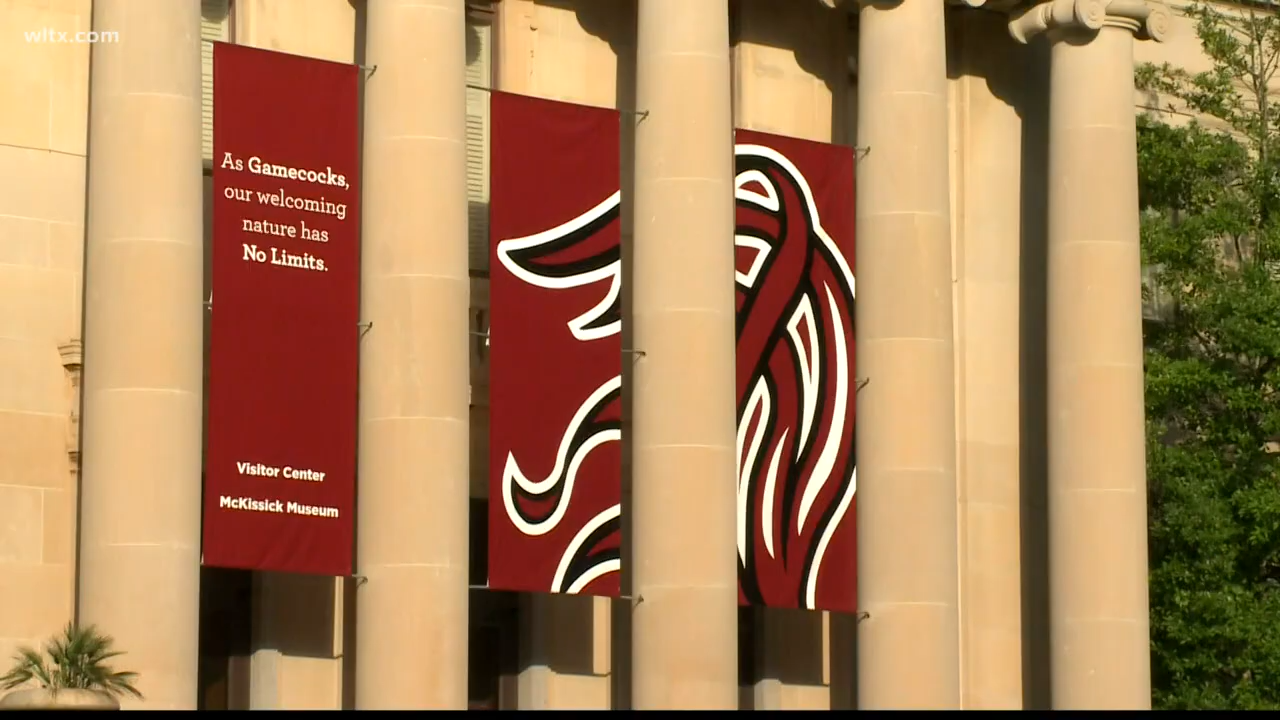 wltx.com
As Gamecocks,
our welcoming
nature has
No Limits.
Visitor Center
McKissick Museum